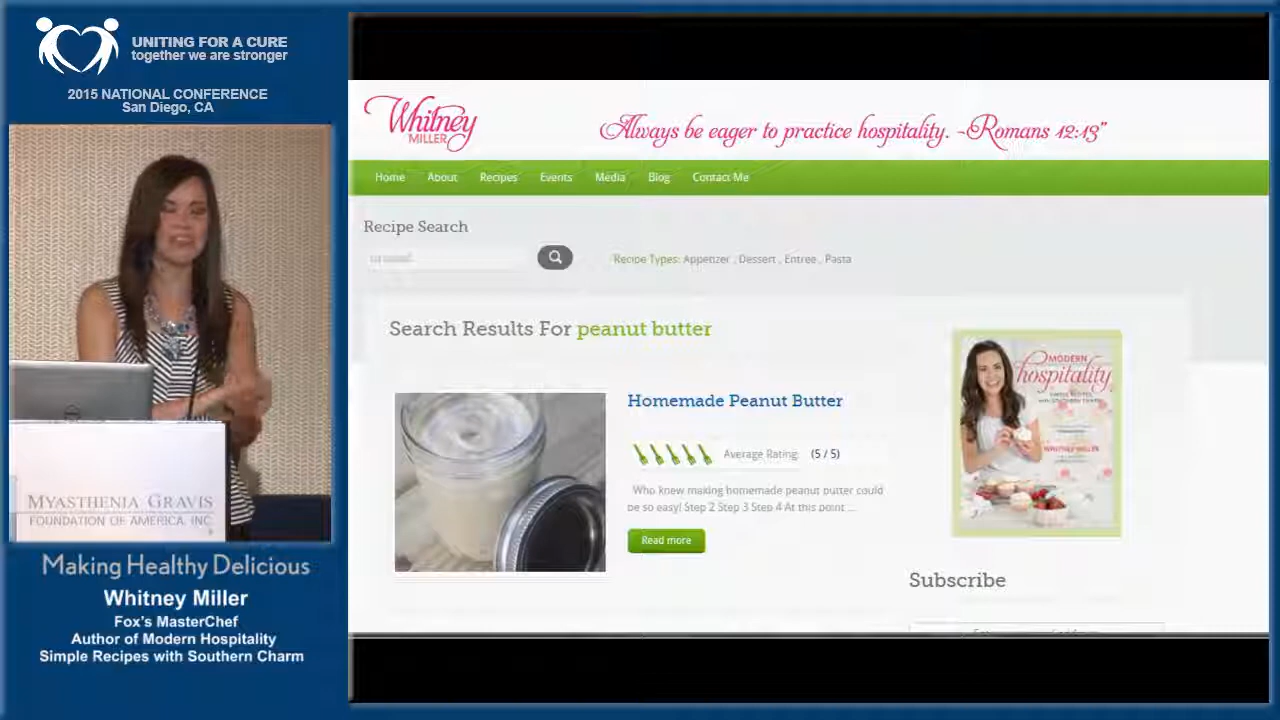 UNITING FOR A CURE
together we are stronger
2015 NATIONAL CONFERENCE
San Diego, CA
MYASTHENIA GRAVIS
FOUNDATION OF AMERICA, INC.
Making Healthy Delicious
Whitney Miller
Fox's MasterChef
Author of Modern Hospitality
Simple Recipes with Southern Charm
Whitney
MILLER
Always be eager to practice hospitality. -Romans 12:13"
Home About Recipes Events Media Blog Contact Me
Recipe Search
Recipe Types: Appetizer , Dessert , Entree , Pasta
Search Results For peanut butter
Homemade Peanut Butter
Average Rating: (5 / 5)
Who knew making homemade peanut butter could
be so easy! Step 2 Step 3 Step 4 At this point ...
Read more
MODERN
hospitality
SIMPLE RECIPES
WHITNEY MILLER
Subscribe